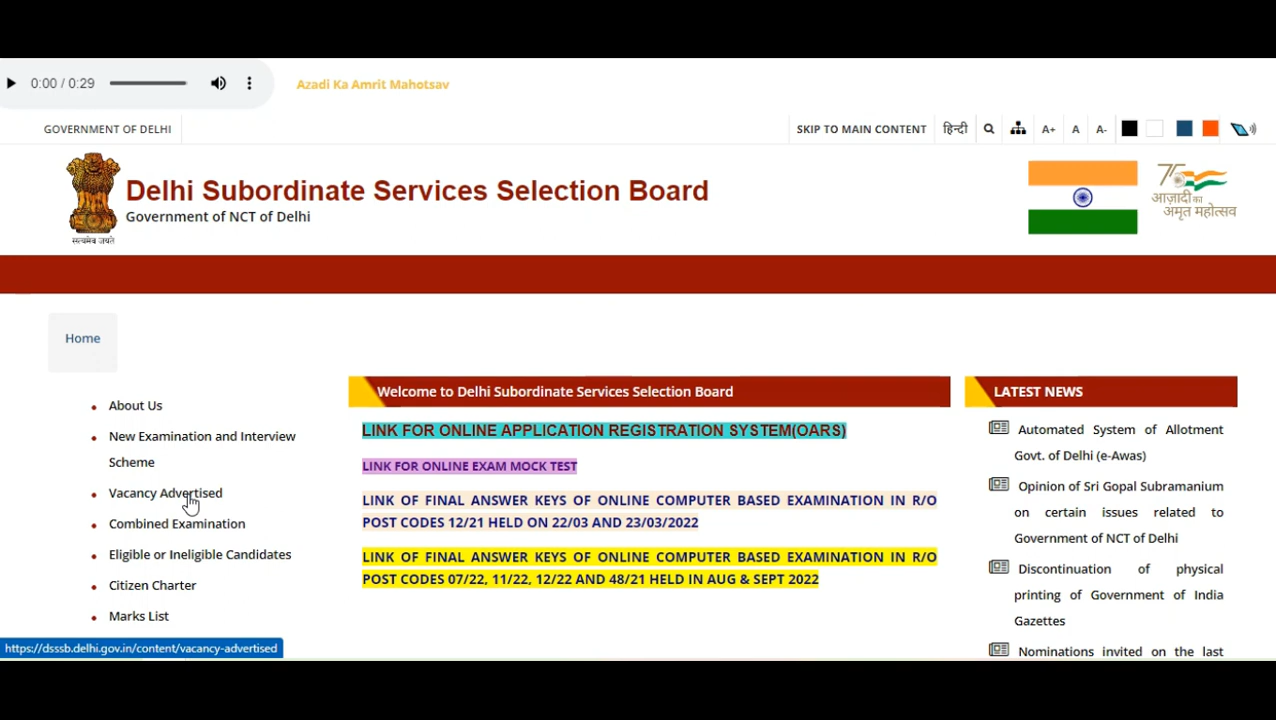 0:00 / 0:29
Azadi Ka Amrit Mahotsav
GOVERNMENT OF DELHI
SKIP TO MAIN CONTENT
हिन्दी
A+
A
A-
Delhi Subordinate Services Selection Board
Government of NCT of Delhi
सत्यमेव जयते
75
आज़ादी का
अमृत महोत्सव
Home
About Us
New Examination and Interview
Scheme
Vacancy Advertised
Combined Examination
Eligible or Ineligible Candidates
Citizen Charter
Marks List
https://dsssb.delhi.gov.in/content/vacancy-advertised
Welcome to Delhi Subordinate Services Selection Board
LINK FOR ONLINE APPLICATION REGISTRATION SYSTEM(OARS)
LINK FOR ONLINE EXAM MOCK TEST
LINK OF FINAL ANSWER KEYS OF ONLINE COMPUTER BASED EXAMINATION IN R/O
POST CODES 12/21 HELD ON 22/03 AND 23/03/2022
LINK OF FINAL ANSWER KEYS OF ONLINE COMPUTER BASED EXAMINATION IN R/O
POST CODES 07/22, 11/22, 12/22 AND 48/21 HELD IN AUG & SEPT 2022
LATEST NEWS
Automated System of Allotment
Govt. of Delhi (e-Awas)
Opinion of Sri Gopal Subramanium
on certain issues related to
Government of NCT of Delhi
Discontinuation of physical
printing of Government of India
Gazettes
Nominations invited on the last